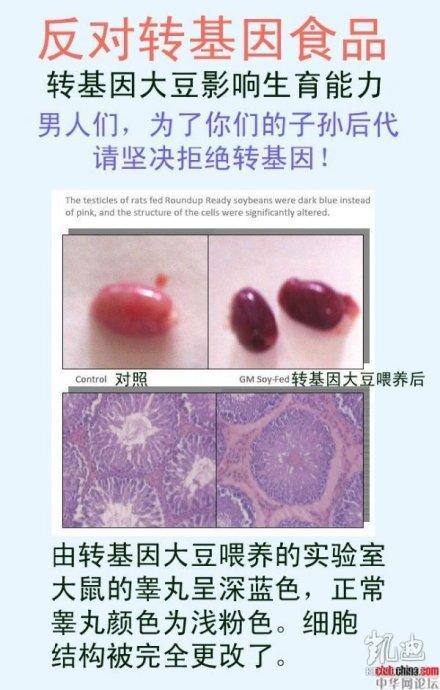 反对转基因食品
转基因大豆影响生育能力
男人们，为了你们的子孙后代
请坚决拒绝转基因！
The testicles of rats fed Roundup Ready soybeans were dark blue instead
of pink, and the structure of the cells were significantly altered.
Control 对照
GM Soy-Fed 转基因大豆喂养后
由转基因大豆喂养的实验室
大鼠的睾丸呈深蓝色，正常
睾丸颜色为浅粉色。细胞
结构被完全更改了。
凯迪
club.china.com
中华网论坛